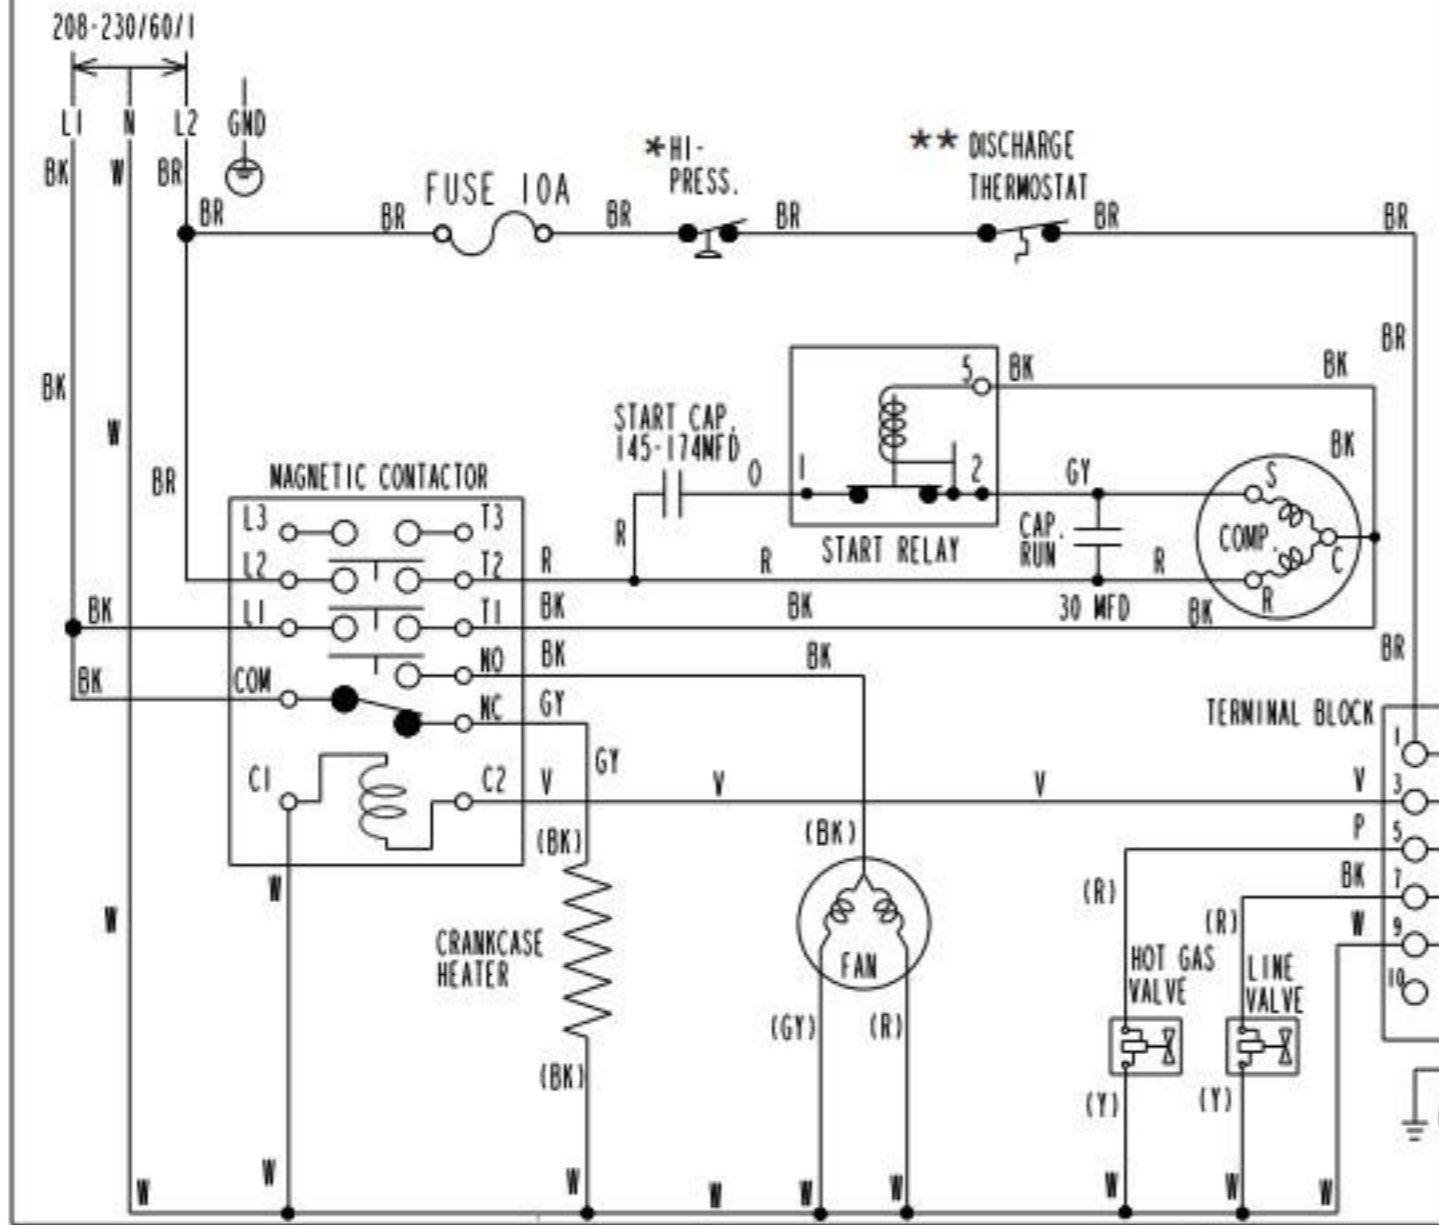 208-230/60/1
L1 N L2 GND
BK W BR
BR
BR
FUSE 10A
BR
*HI-
PRESS.
BR
** DISCHARGE
THERMOSTAT
BR
BR
BR
BK
W
BR
MAGNETIC CONTACTOR
L3 T3
L2 T2
L1 T1
COM NO
NC
C1 C2
BK
BK
START CAP.
145-174MFD
O
R
1
5
2
START RELAY
BK
BK
BK
GY
CAP.
RUN
30 MFD
S
COMP.
C
R
R
R
R
BK
BK
BK
BK
BK
BR
GY
GY
V
V
V
V
(BK)
CRANKCASE
HEATER
(BK)
(BK)
FAN
(GY)
(R)
TERMINAL BLOCK
1
3
5
7
9
10
P
BK
W
(R)
(R)
HOT GAS
VALVE
LINE
VALVE
(Y)
(Y)
W
W
W
W
W
W
W
W
W
W
W